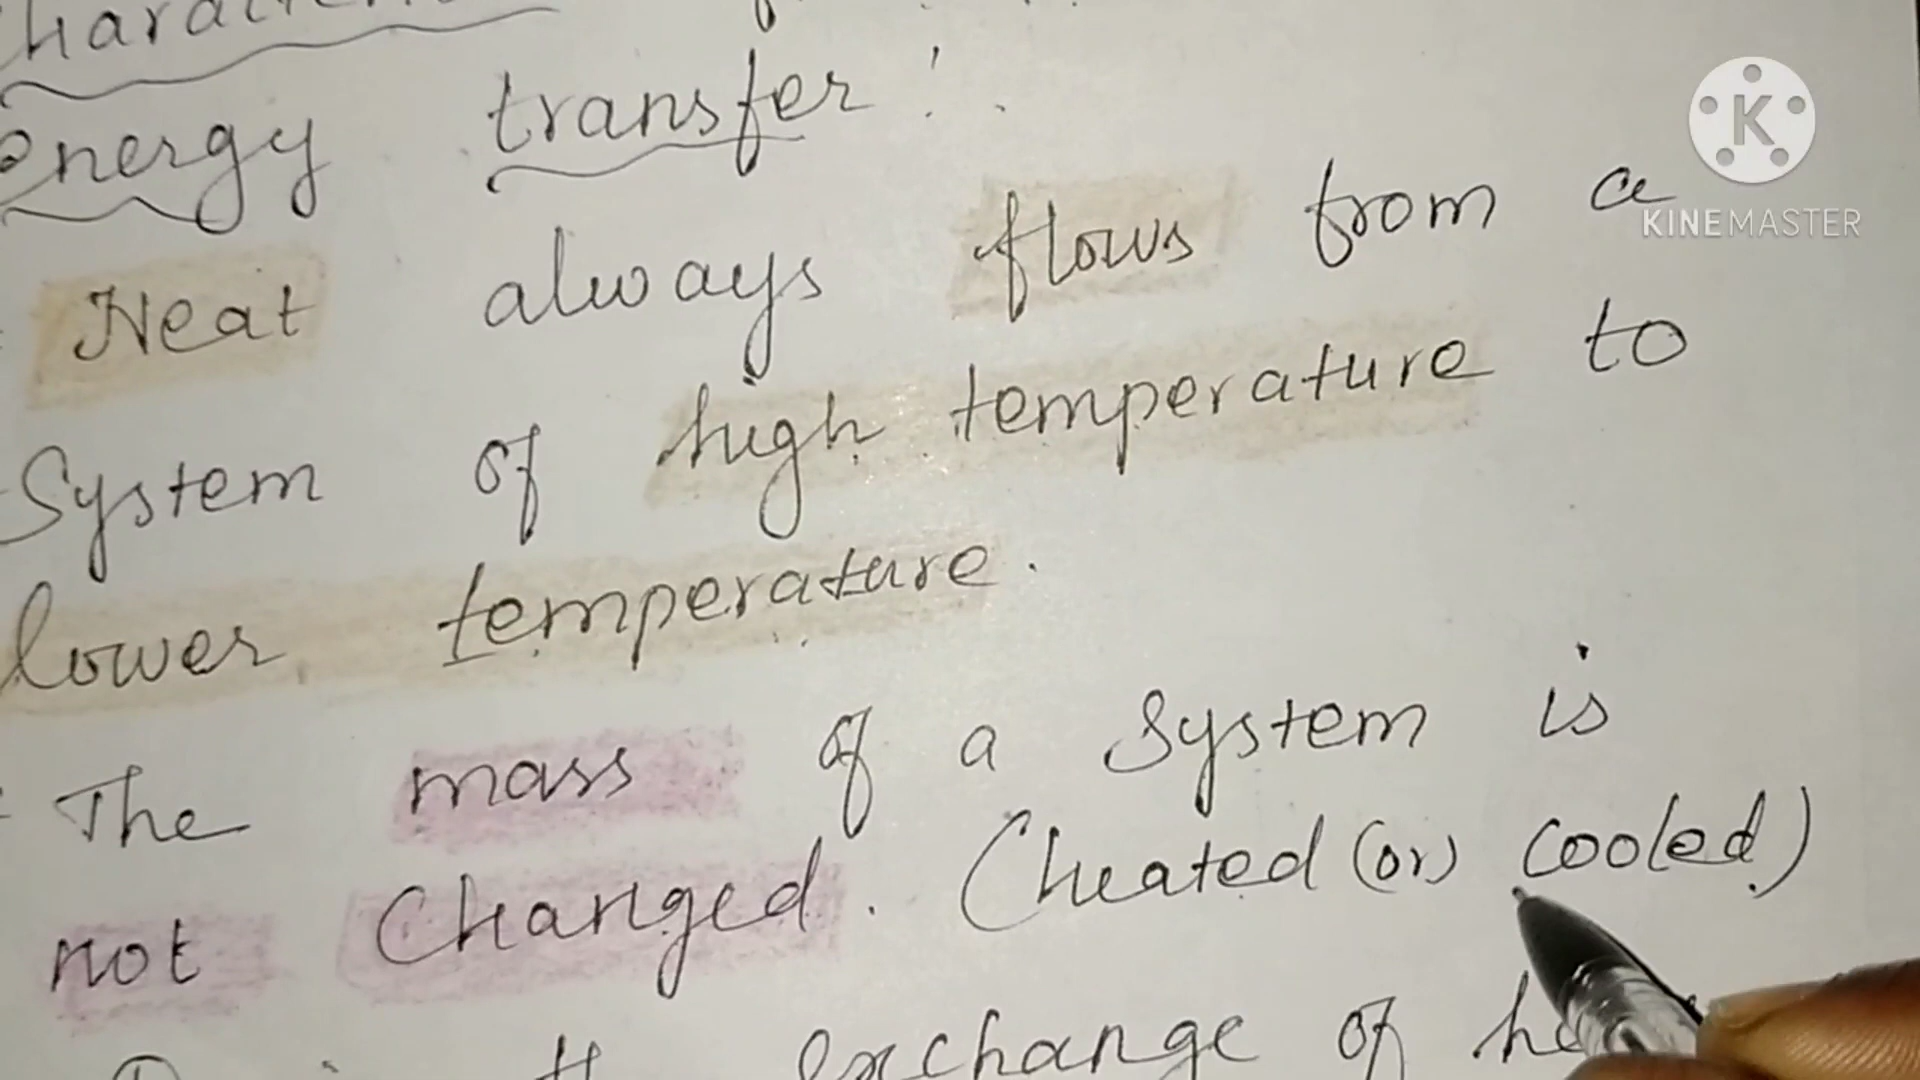 energy transfer:
K
Heat always flows from a
KINEMASTER
System of high temperature to
lower temperature.
The mass of a System is
not Changed. (heated (or) cooled)
exchange of